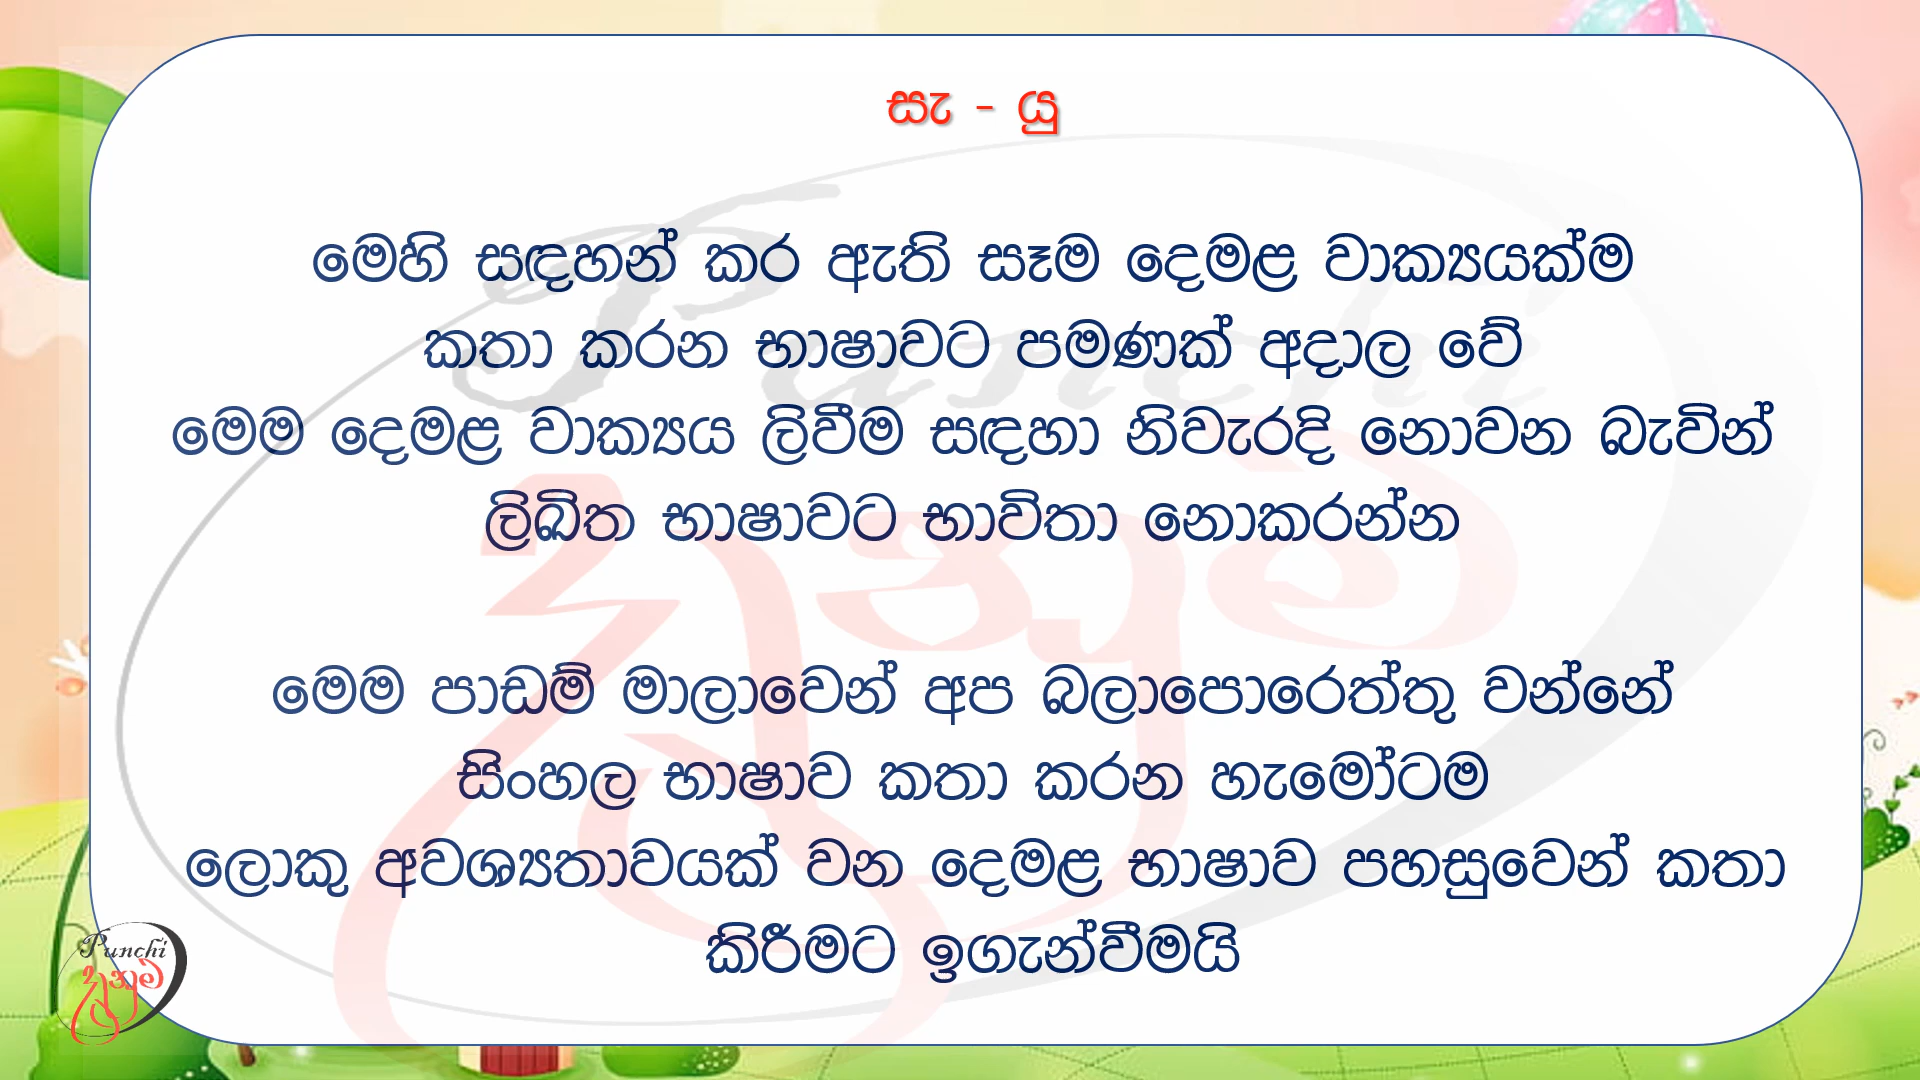 සැ - යු
මෙහි සඳහන් කර ඇති සෑම දෙමළ වාක්‍යයක්ම
කතා කරන භාෂාවට පමණක් අදාල වේ
මෙම දෙමළ වාක්‍යය ලිවීම සඳහා නිවැරදි නොවන බැවින්
ලිඛිත භාෂාවට භාවිතා නොකරන්න
මෙම පාඩම් මාලාවෙන් අප බලාපොරෙත්තු වන්නේ
සිංහල භාෂාව කතා කරන හැමෝටම
ලොකු අවශ්‍යතාවයක් වන දෙමළ භාෂාව පහසුවෙන් කතා
කිරීමට ඉගැන්වීමයි
Punchi
දැනුම